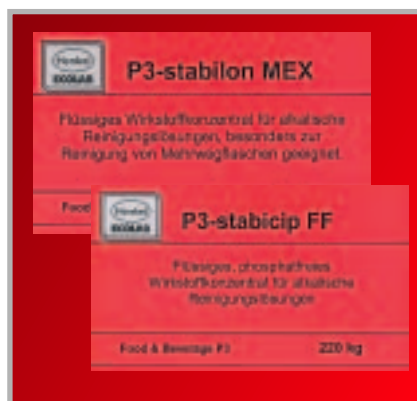 Henkel
ECOLAB
P3-stabilon MEX
Flüssiges Wirkstoffkonzentrat für alkalische
Reinigungslösungen, besonders zur
Reinigung von Mehrwegflaschen geeignet.
Food
Henkel
ECOLAB
P3-stabicip FF
Flüssiges, phosphatfreies
Wirkstoffkonzentrat für alkalische
Reinigungslösungen
Food & Beverage P3 220 kg